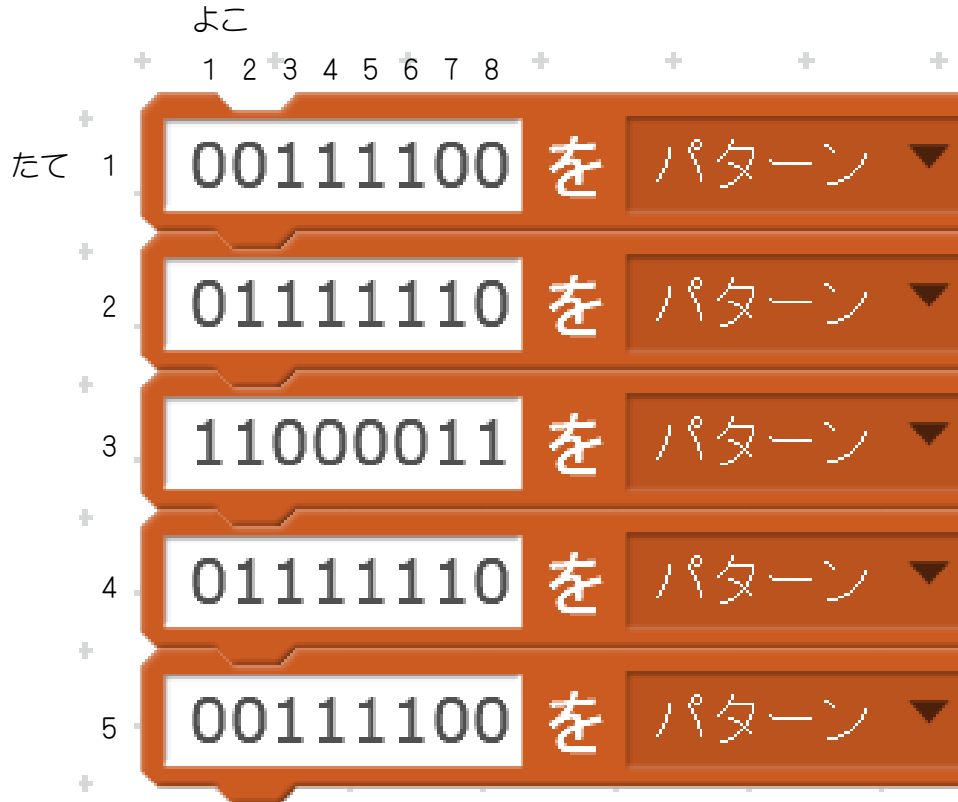 よこ
1 2 3 4 5 6 7 8
たて 1 00111100 を パターン
2 01111110 を パターン
3 11000011 を パターン
4 01111110 を パターン
5 00111100 を パターン